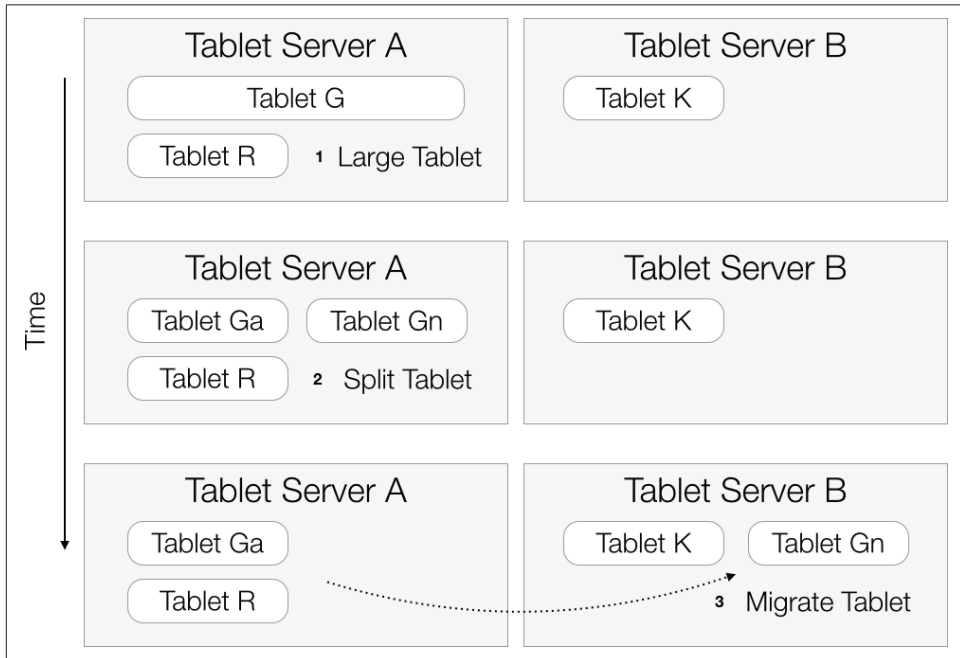 Time
Tablet Server A
Tablet G
Tablet R
1 Large Tablet
Tablet Server B
Tablet K
Tablet Server A
Tablet Ga
Tablet Gn
Tablet R
2 Split Tablet
Tablet Server B
Tablet K
Tablet Server A
Tablet Ga
Tablet R
Tablet Server B
Tablet K
Tablet Gn
3 Migrate Tablet